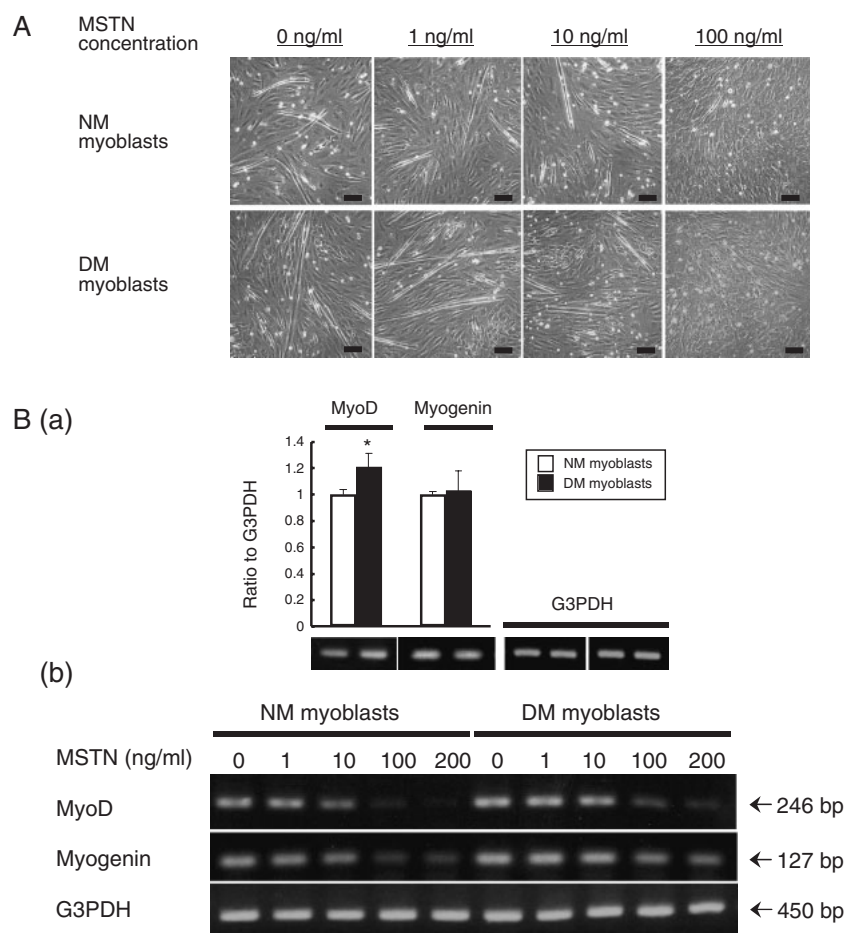 A
MSTN concentration
0 ng/ml 1 ng/ml 10 ng/ml 100 ng/ml
NM myoblasts
DM myoblasts
B (a)
MyoD Myogenin
*
Ratio to G3PDH
1.4
1.2
1
0.8
0.6
0.4
0.2
0
NM myoblasts
DM myoblasts
G3PDH
(b)
NM myoblasts DM myoblasts
MSTN (ng/ml) 0 1 10 100 200 0 1 10 100 200
MyoD ← 246 bp
Myogenin ← 127 bp
G3PDH ← 450 bp